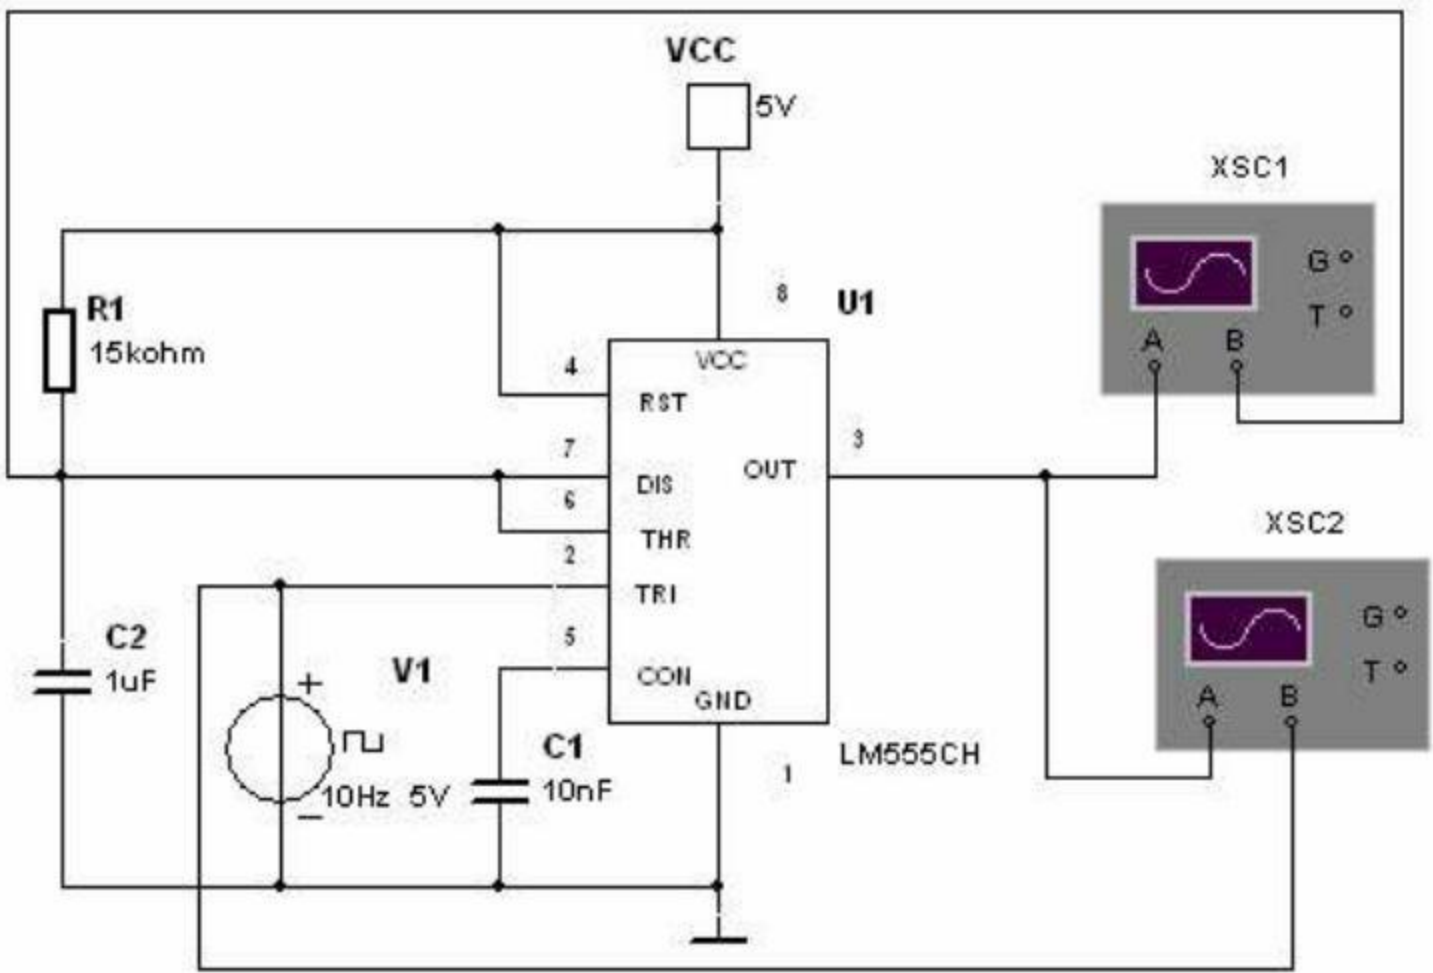 VCC
5V
XSC1
G
T
A B
8
U1
R1
15kohm
VCC
4
RST
3
7
OUT
DIS
6
THR
XSC2
2
TRI
G
T
A B
5
C2
1uF
V1
CON
GND
+
C1
10nF
LM555CH
1
10Hz 5V
−